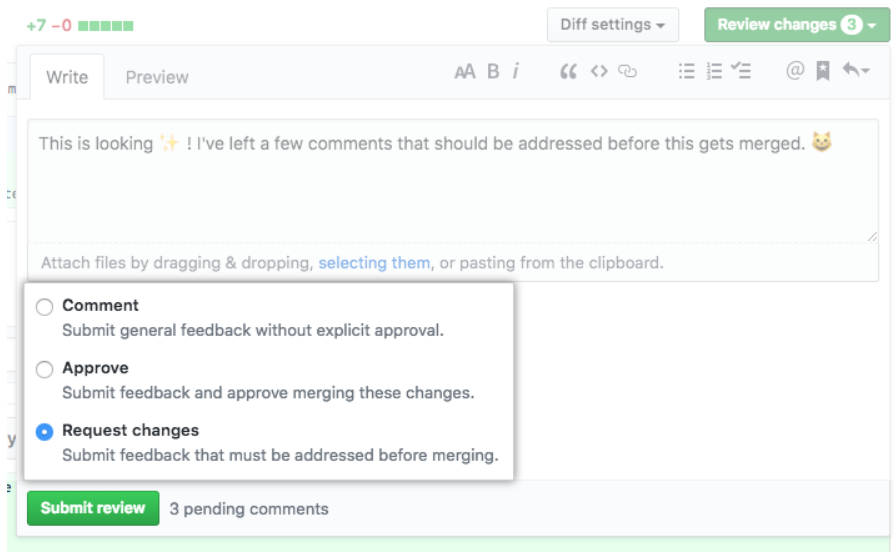 +7 −0 Diff settings Review changes 3
Write Preview AA B i
This is looking ✨ ! I've left a few comments that should be addressed before this gets merged. 😺
Attach files by dragging & dropping, selecting them, or pasting from the clipboard.
Comment
Submit general feedback without explicit approval.
Approve
Submit feedback and approve merging these changes.
Request changes
Submit feedback that must be addressed before merging.
Submit review 3 pending comments